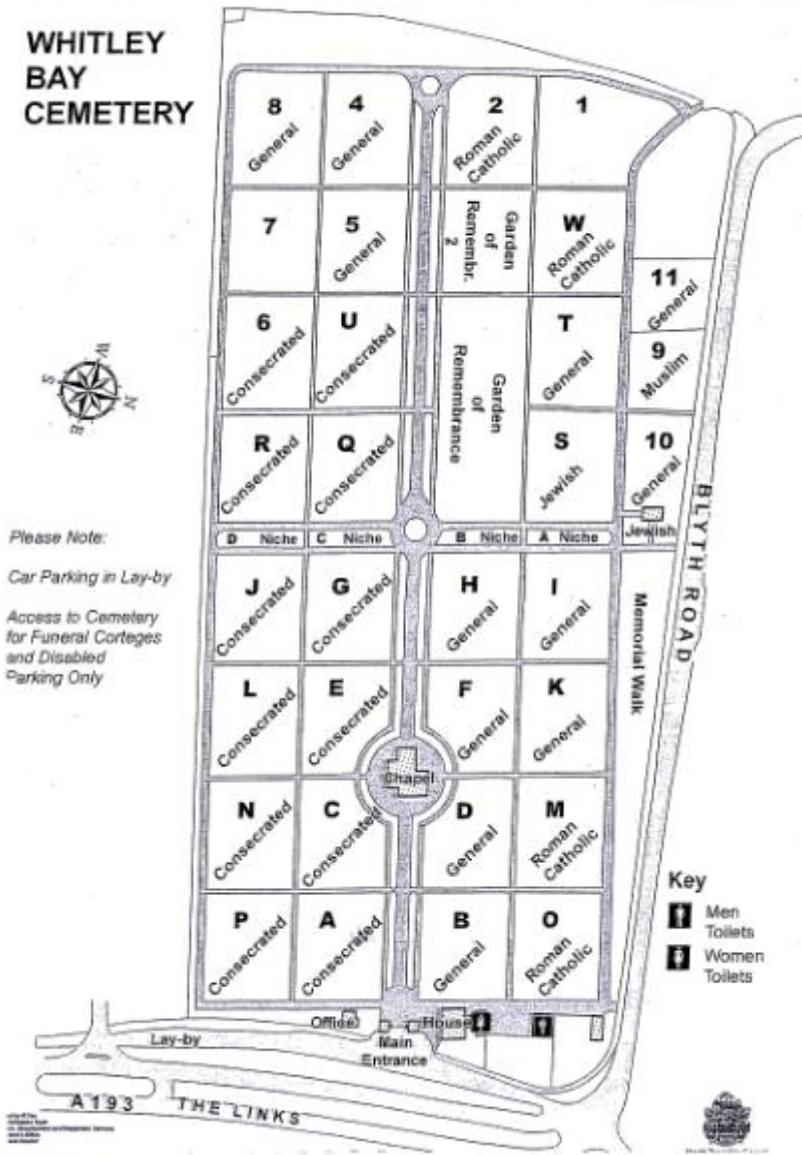 WHITLEY
BAY
CEMETERY
8
General
4
General
2
Roman
Catholic
1
7
5
General
Garden
of
Remembr.
2
W
Roman
Catholic
11
General
6
Consecrated
U
Consecrated
Garden
of
Remembrance
T
General
9
Muslim
W
N
S
E
R
Consecrated
Q
Consecrated
S
Jewish
10
General
Jewish
D Niche
C Niche
B Niche
A Niche
BLYTH ROAD
Please Note:
Car Parking in Lay-by
Access to Cemetery
for Funeral Corteges
and Disabled
Parking Only
J
Consecrated
G
Consecrated
H
General
I
General
Memorial Walk
L
Consecrated
E
Consecrated
F
General
K
General
Chapel
N
Consecrated
C
Consecrated
D
General
M
Roman
Catholic
P
Consecrated
A
Consecrated
B
General
O
Roman
Catholic
Key
Men
Toilets
Women
Toilets
Office
House
Main
Entrance
Lay-by
A193 THE LINKS